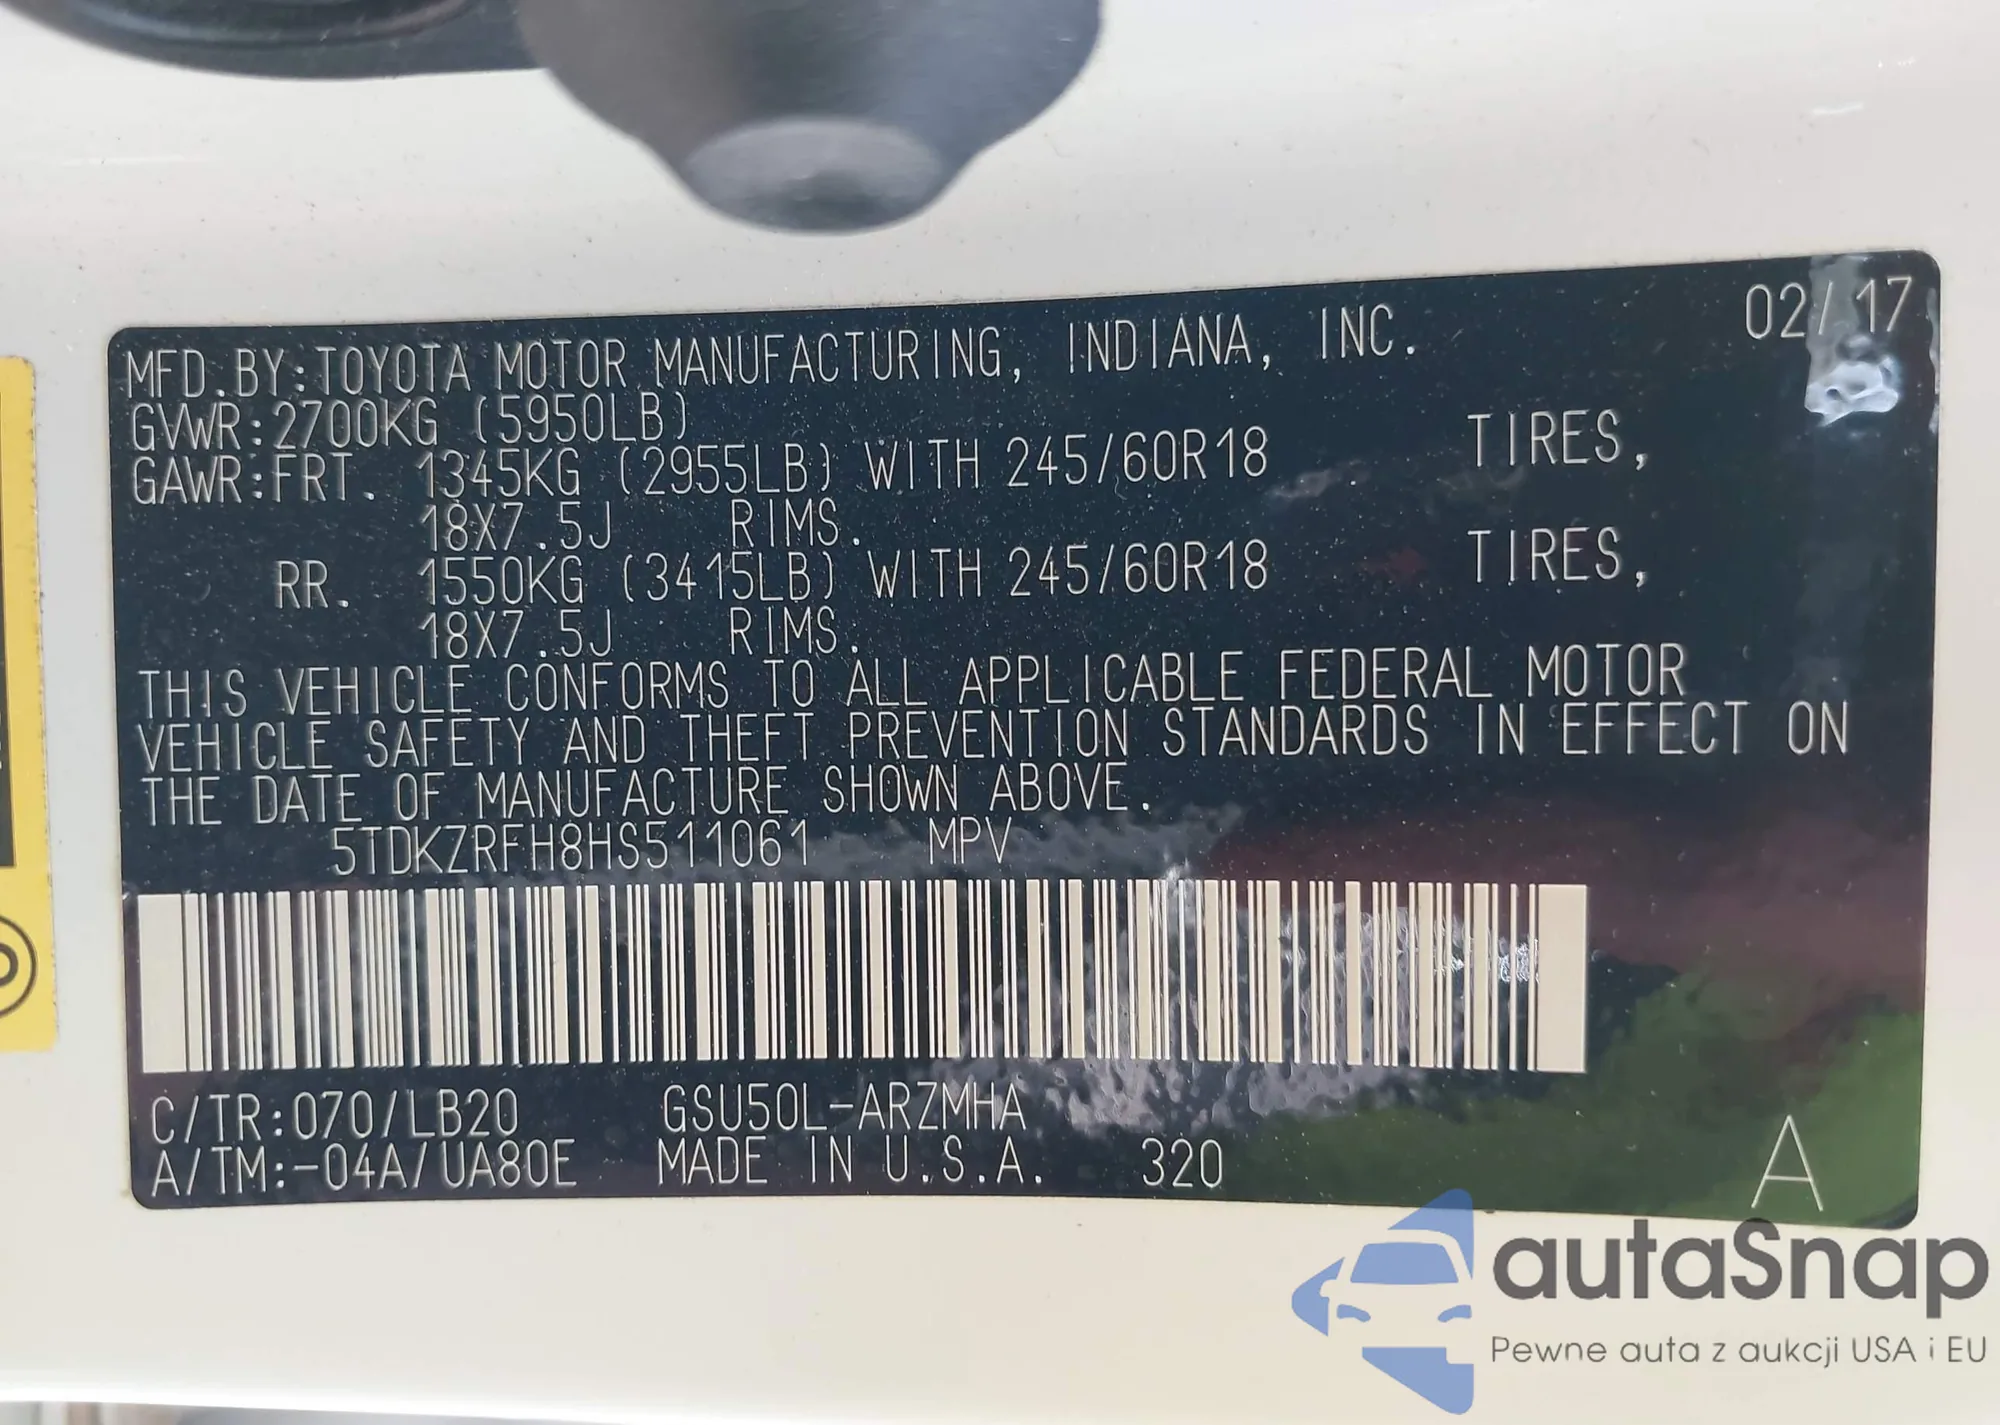 02/17
MFD.BY:TOYOTA MOTOR MANUFACTURING, INDIANA, INC.
GVWR:2700KG (5950LB)
GAWR:FRT. 1345KG (2955LB) WITH 245/60R18 TIRES,
18X7.5J RIMS.
RR. 1550KG (3415LB) WITH 245/60R18 TIRES,
18X7.5J RIMS.
THIS VEHICLE CONFORMS TO ALL APPLICABLE FEDERAL MOTOR
VEHICLE SAFETY AND THEFT PREVENTION STANDARDS IN EFFECT ON
THE DATE OF MANUFACTURE SHOWN ABOVE.
5TDKZRFH8HS511061 MPV
C/TR:070/LB20 GSU50L-ARZMHA
A/TM:-04A/UA80E MADE IN U.S.A. 320
A
autaSnap
Pewne auta z aukcji USA i EU